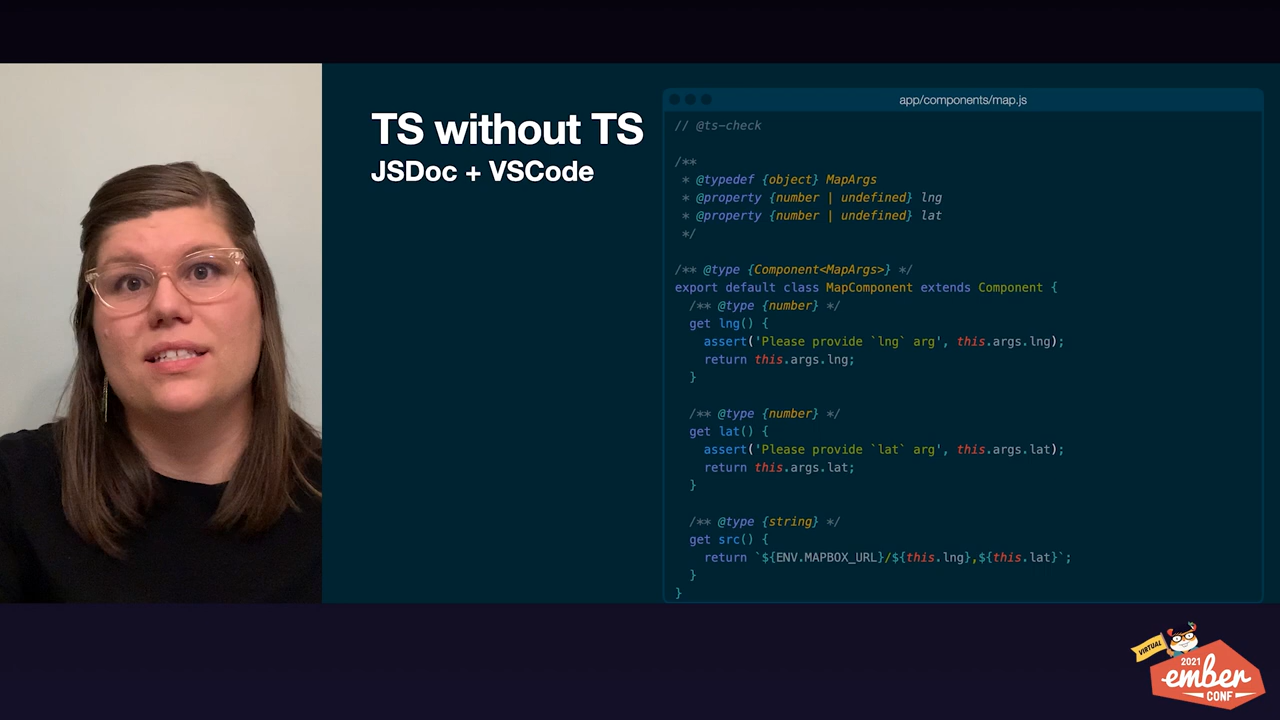 TS without TS
JSDoc + VSCode
app/components/map.js
// @ts-check
/**
 * @typedef {object} MapArgs
 * @property {number | undefined} lng
 * @property {number | undefined} lat
 */
/** @type {Component<MapArgs>} */
export default class MapComponent extends Component {
  /** @type {number} */
  get lng() {
    assert('Please provide `lng` arg', this.args.lng);
    return this.args.lng;
  }
  /** @type {number} */
  get lat() {
    assert('Please provide `lat` arg', this.args.lat);
    return this.args.lat;
  }
  /** @type {string} */
  get src() {
    return `${ENV.MAPBOX_URL}/${this.lng},${this.lat}`;
  }
}
VIRTUAL
2021
ember
CONF